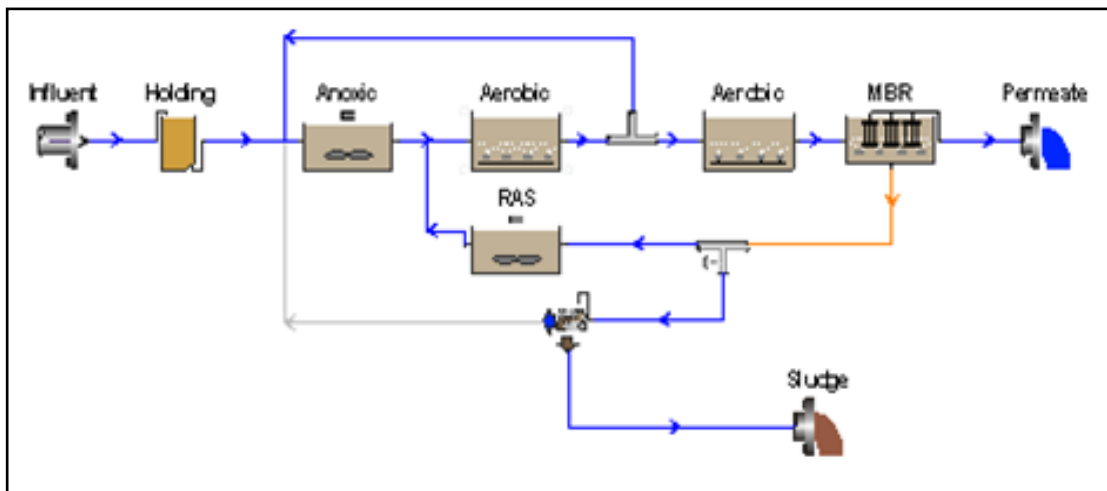 Influent
Holding
Anoxic
Aerobic
Aerobic
MBR
Permeate
RAS
Sludge